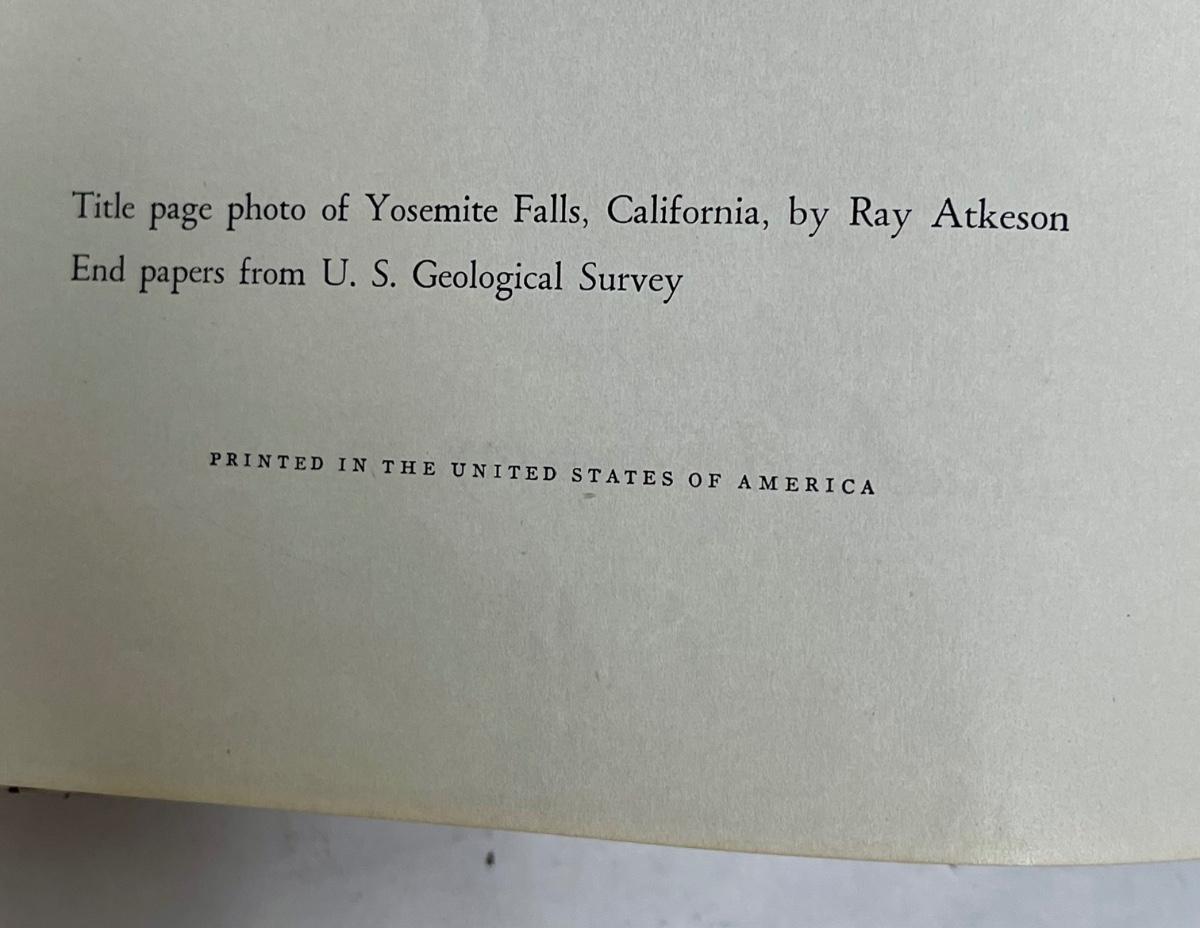 Title page photo of Yosemite Falls, California, by Ray Atkeson
End papers from U. S. Geological Survey
PRINTED IN THE UNITED STATES OF AMERICA